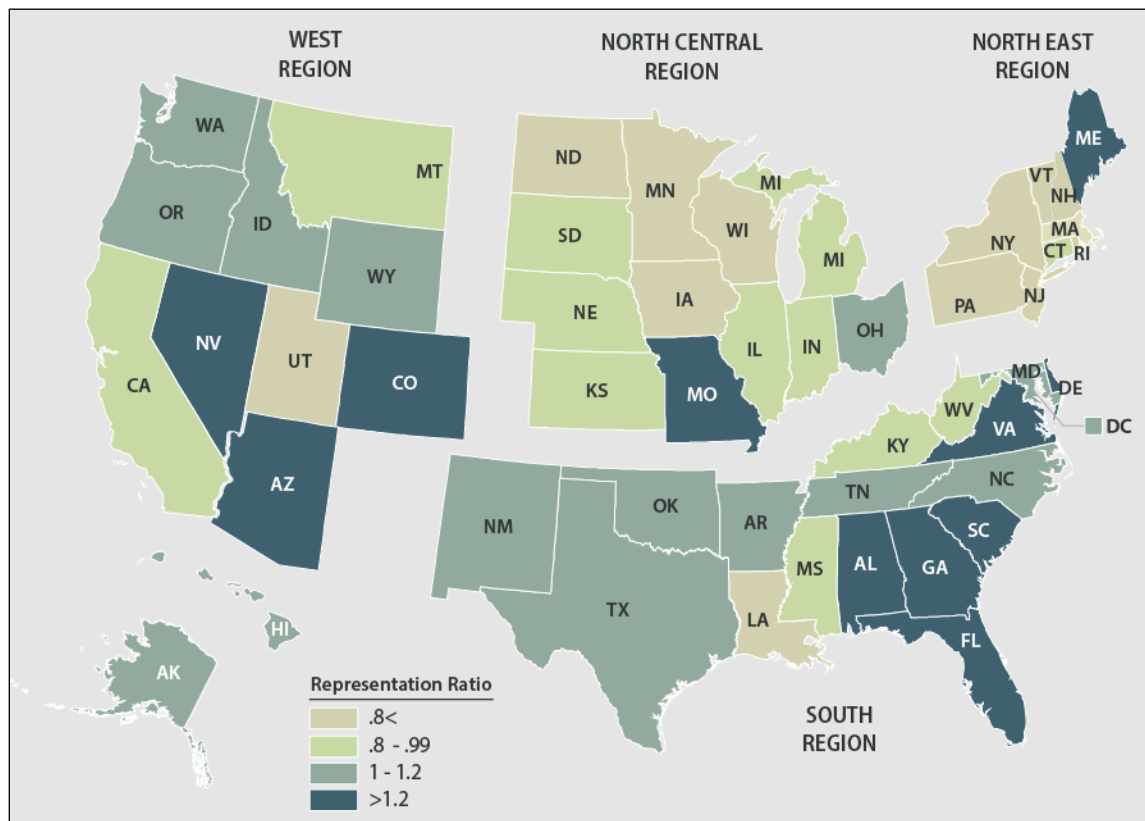 WEST
REGION
NORTH CENTRAL
REGION
NORTH EAST
REGION
WA
MT
OR
ID
WY
NV
UT
CO
CA
AZ
HI
AK
ND
MN
MI
SD
WI
MI
NE
IA
IL
IN
OH
KS
MO
ME
VT
NH
NY
MA
CT
RI
PA
NJ
MD
DE
WV
VA
DC
KY
TN
NC
OK
AR
NM
SC
MS
AL
GA
TX
LA
FL
SOUTH
REGION
Representation Ratio
.8<
.8 - .99
1 - 1.2
>1.2